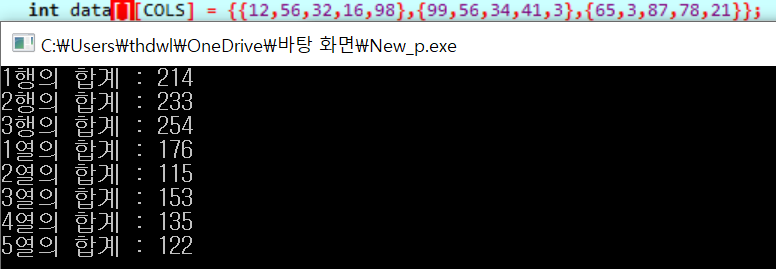 int data[][COLS] = {{12,56,32,16,98},{99,56,34,41,3},{65,3,87,78,21}};
C:₩Users₩thdwl₩OneDrive₩바탕 화면₩New_p.exe
1행의 합계 : 214
2행의 합계 : 233
3행의 합계 : 254
1열의 합계 : 176
2열의 합계 : 115
3열의 합계 : 153
4열의 합계 : 135
5열의 합계 : 122